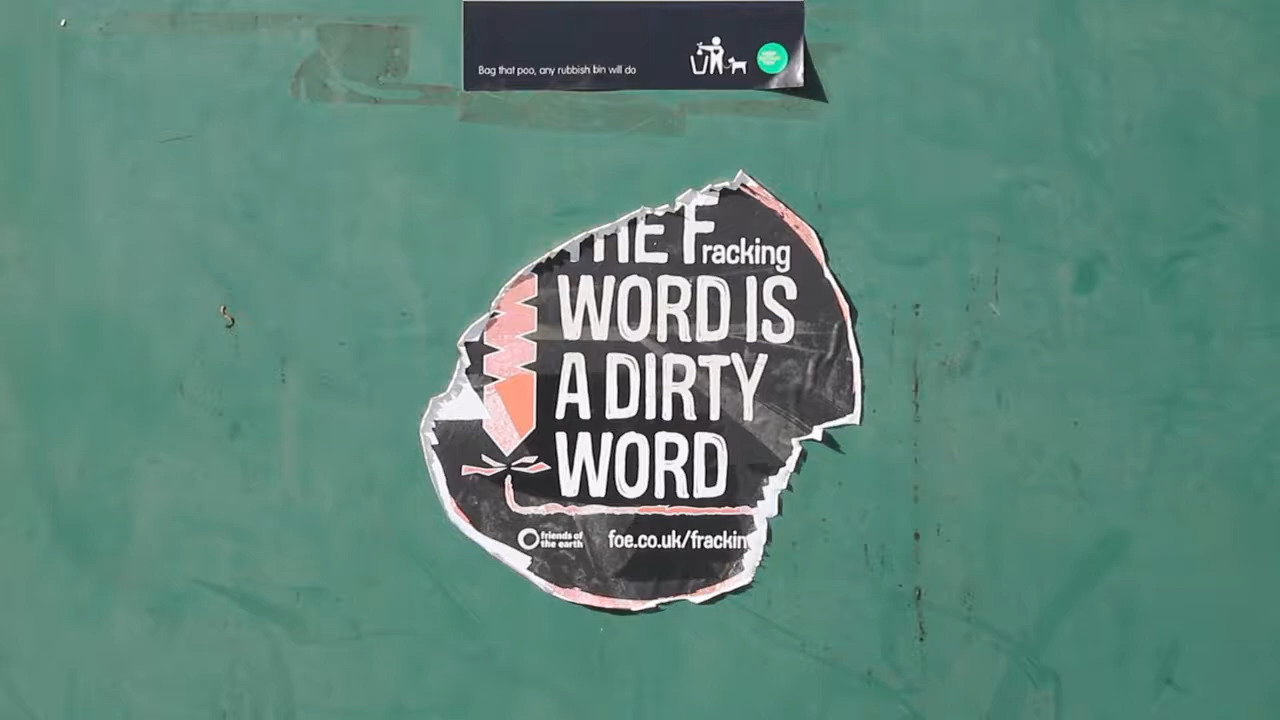 Bag that poo, any rubbish bin will do
THE Fracking
WORD IS
A DIRTY
WORD
friends of
the earth
foe.co.uk/frackin